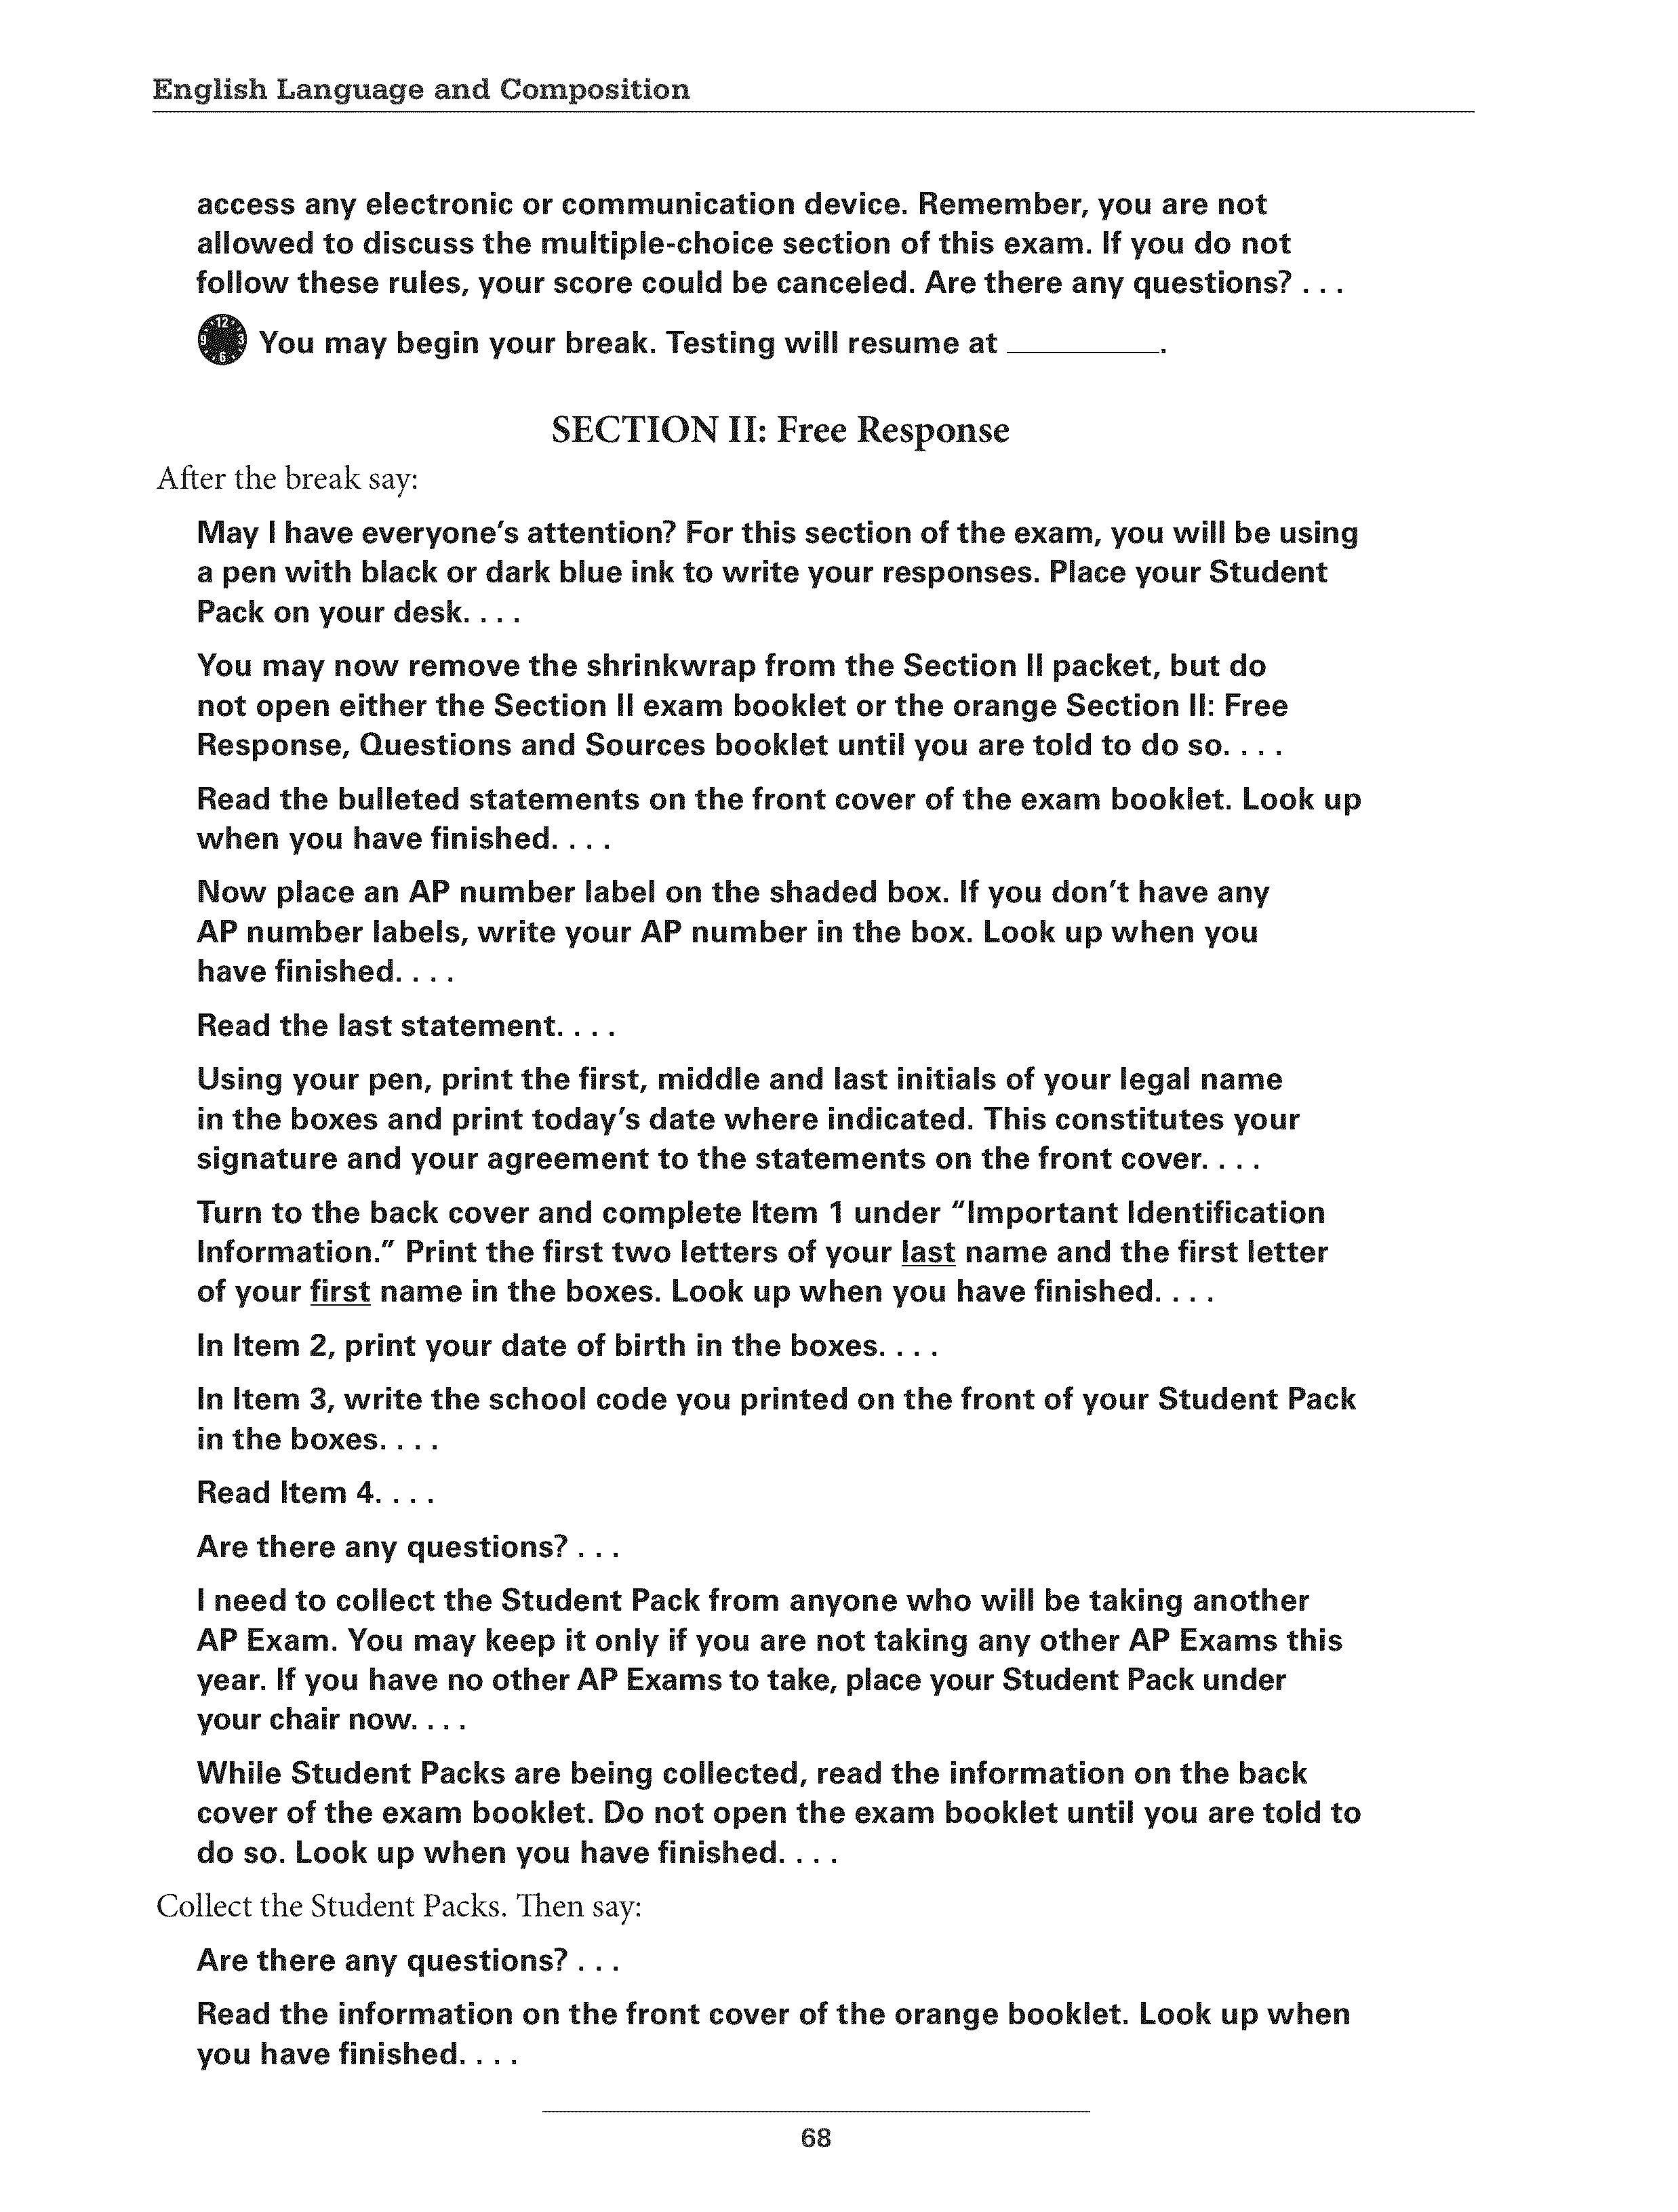 English Language and Composition
access any electronic or communication device. Remember, you are not
allowed to discuss the multiple-choice section of this exam. If you do not
follow these rules, your score could be canceled. Are there any questions? . . .
12 9 3 6 You may begin your break. Testing will resume at __________.
SECTION II: Free Response
After the break say:
May I have everyone's attention? For this section of the exam, you will be using
a pen with black or dark blue ink to write your responses. Place your Student
Pack on your desk. . . .
You may now remove the shrinkwrap from the Section II packet, but do
not open either the Section II exam booklet or the orange Section II: Free
Response, Questions and Sources booklet until you are told to do so. . . .
Read the bulleted statements on the front cover of the exam booklet. Look up
when you have finished. . . .
Now place an AP number label on the shaded box. If you don't have any
AP number labels, write your AP number in the box. Look up when you
have finished. . . .
Read the last statement. . . .
Using your pen, print the first, middle and last initials of your legal name
in the boxes and print today's date where indicated. This constitutes your
signature and your agreement to the statements on the front cover. . . .
Turn to the back cover and complete Item 1 under "Important Identification
Information." Print the first two letters of your last name and the first letter
of your first name in the boxes. Look up when you have finished. . . .
In Item 2, print your date of birth in the boxes. . . .
In Item 3, write the school code you printed on the front of your Student Pack
in the boxes. . . .
Read Item 4. . . .
Are there any questions? . . .
I need to collect the Student Pack from anyone who will be taking another
AP Exam. You may keep it only if you are not taking any other AP Exams this
year. If you have no other AP Exams to take, place your Student Pack under
your chair now. . . .
While Student Packs are being collected, read the information on the back
cover of the exam booklet. Do not open the exam booklet until you are told to
do so. Look up when you have finished. . . .
Collect the Student Packs. Then say:
Are there any questions? . . .
Read the information on the front cover of the orange booklet. Look up when
you have finished. . . .
68